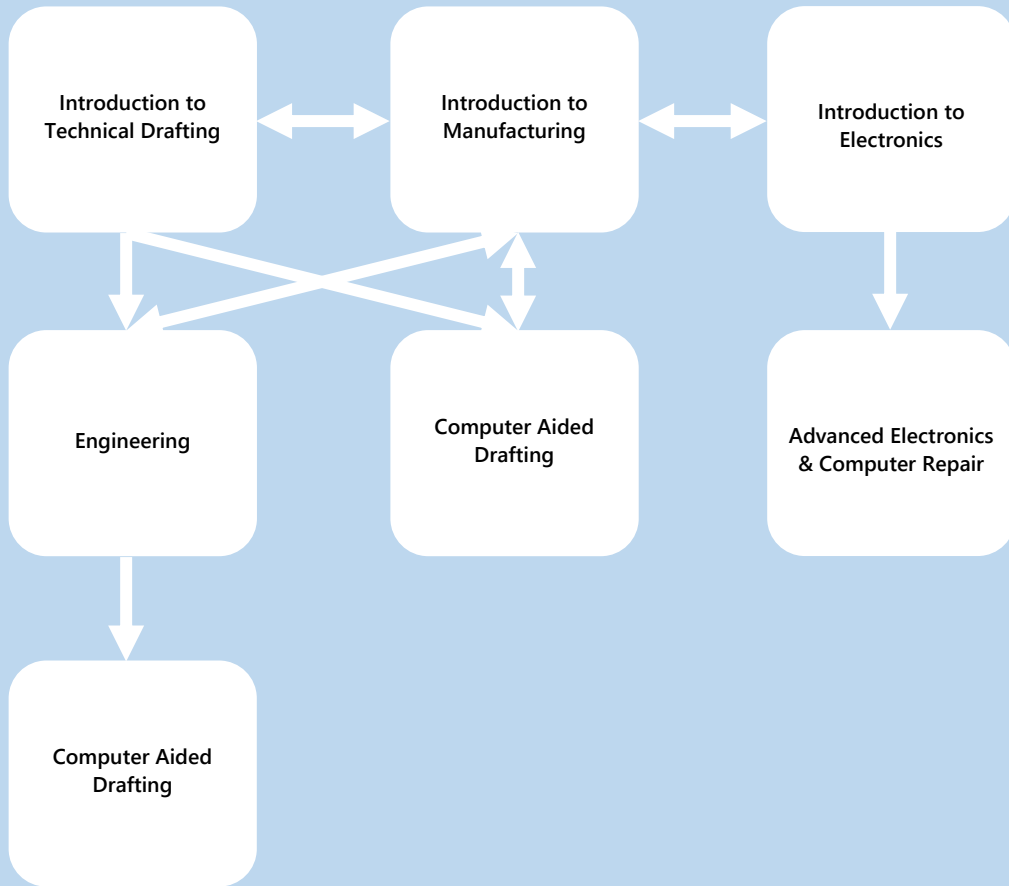 Introduction to
Technical Drafting
Introduction to
Manufacturing
Introduction to
Electronics
Engineering
Computer Aided
Drafting
Advanced Electronics
& Computer Repair
Computer Aided
Drafting